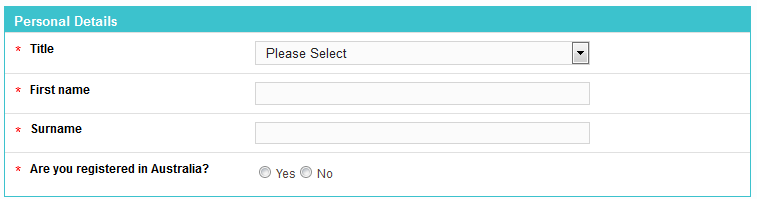 Personal Details
* Title Please Select
* First name
* Surname
* Are you registered in Australia? Yes No